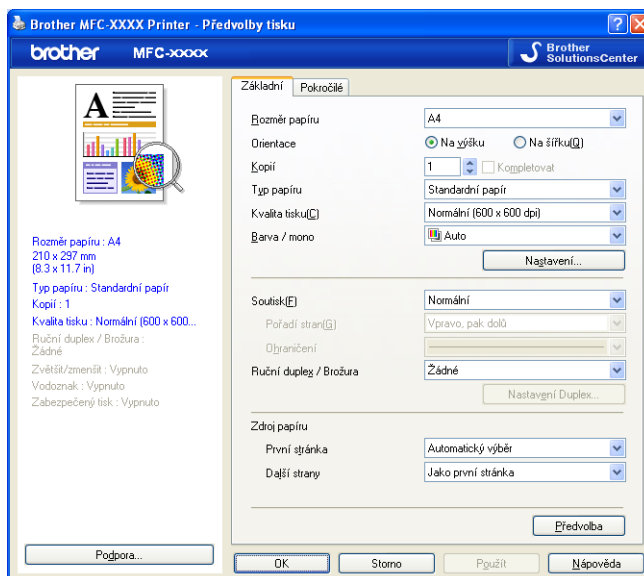 Brother MFC-XXXX Printer - Předvolby tisku
brother MFC-xxxx
Brother
SolutionsCenter
A
Rozměr papíru : A4
210 x 297 mm
(8.3 x 11.7 in)
Typ papíru : Standardní papír
Kopií : 1
Kvalita tisku : Normální (600 x 600...
Ruční duplex / Brožura :
Žádné
Zvětšit/zmenšit : Vypnuto
Vodoznak : Vypnuto
Zabezpečený tisk : Vypnuto
Podpora...
Základní Pokročilé
Rozměr papíru A4
Orientace Na výšku Na šířku(Q)
Kopií 1 Kompletovat
Typ papíru Standardní papír
Kvalita tisku(C) Normální (600 x 600 dpi)
Barva / mono Auto
Nastavení...
Soutisk(F) Normální
Pořadí stran(G) Vpravo, pak dolů
Ohraničení
Ruční duplex / Brožura Žádné
Nastavení Duplex...
Zdroj papíru
První stránka Automatický výběr
Další strany Jako první stránka
Předvolba
OK Storno Použít Nápověda